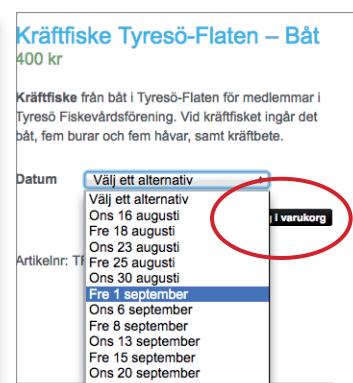 Kräftfiske Tyresö-Flaten – Båt
400 kr
Kräftfiske från båt i Tyresö-Flaten för medlemmar i
Tyresö Fiskevårdsförening. Vid kräftfisket ingår det
båt, fem burar och fem håvar, samt kräftbete.
Datum Välj ett alternativ
Välj ett alternativ
Ons 16 augusti
i varukorg
Fre 18 augusti
Ons 23 augusti
Artikelnr:
Fre 25 augusti
Ons 30 augusti
Fre 1 september
Ons 6 september
Fre 8 september
Ons 13 september
Fre 15 september
Ons 20 september